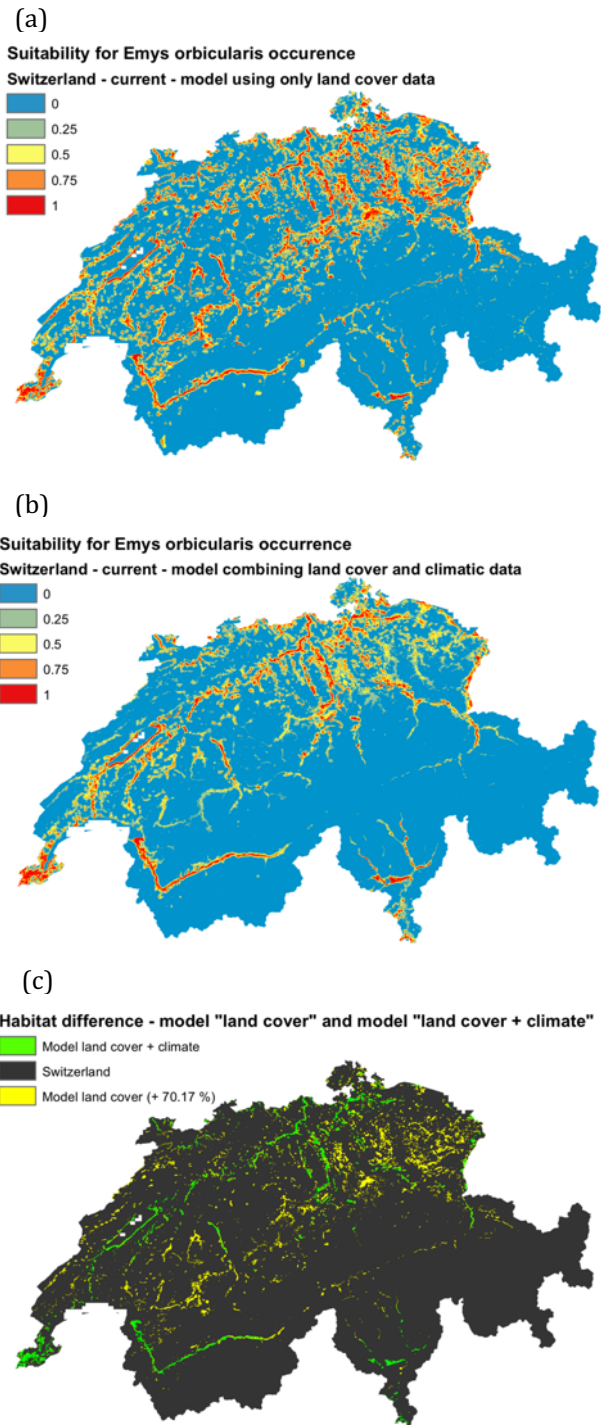 (a)
Suitability for Emys orbicularis occurence
Switzerland - current - model using only land cover data
0
0.25
0.5
0.75
1
(b)
Suitability for Emys orbicularis occurrence
Switzerland - current - model combining land cover and climatic data
0
0.25
0.5
0.75
1
(c)
Habitat difference - model "land cover" and model "land cover + climate"
Model land cover + climate
Switzerland
Model land cover (+ 70.17 %)